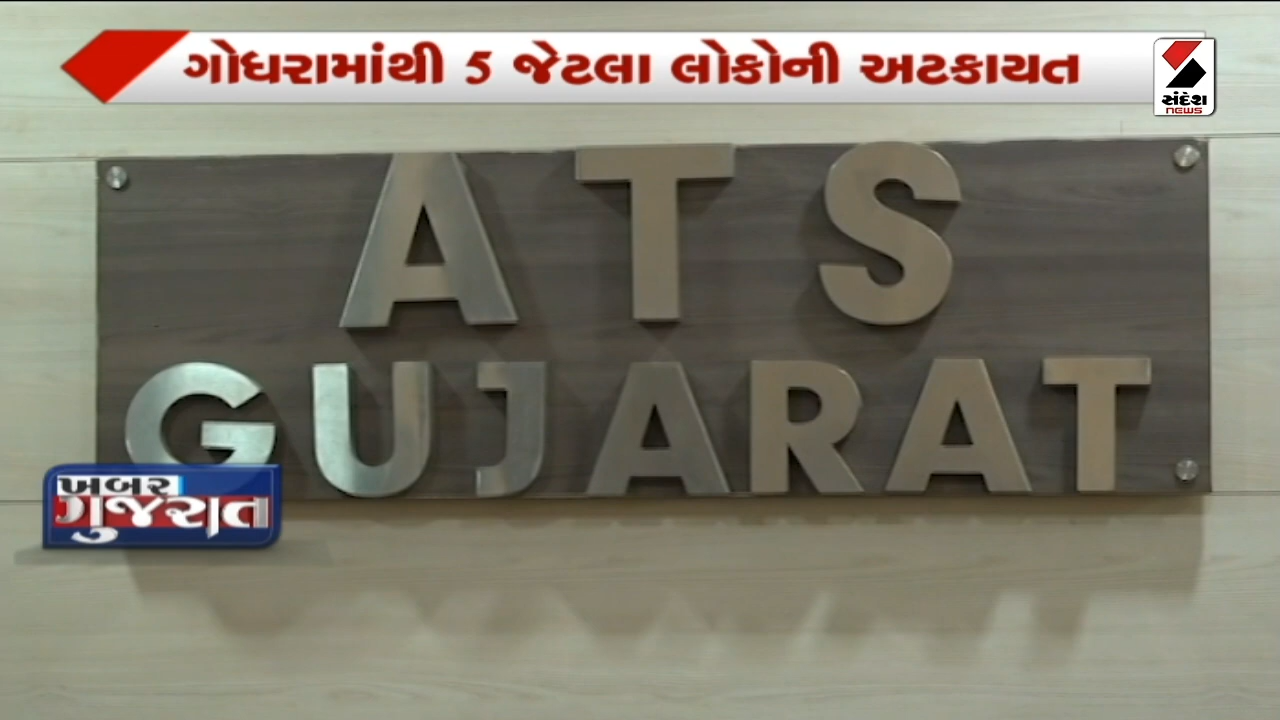 ગોધરામાંથી 5 જેટલા લોકોની અટકાયત
સંદેશ
NEWS
ATS
GUJARAT
ખબર
ગુજરાત